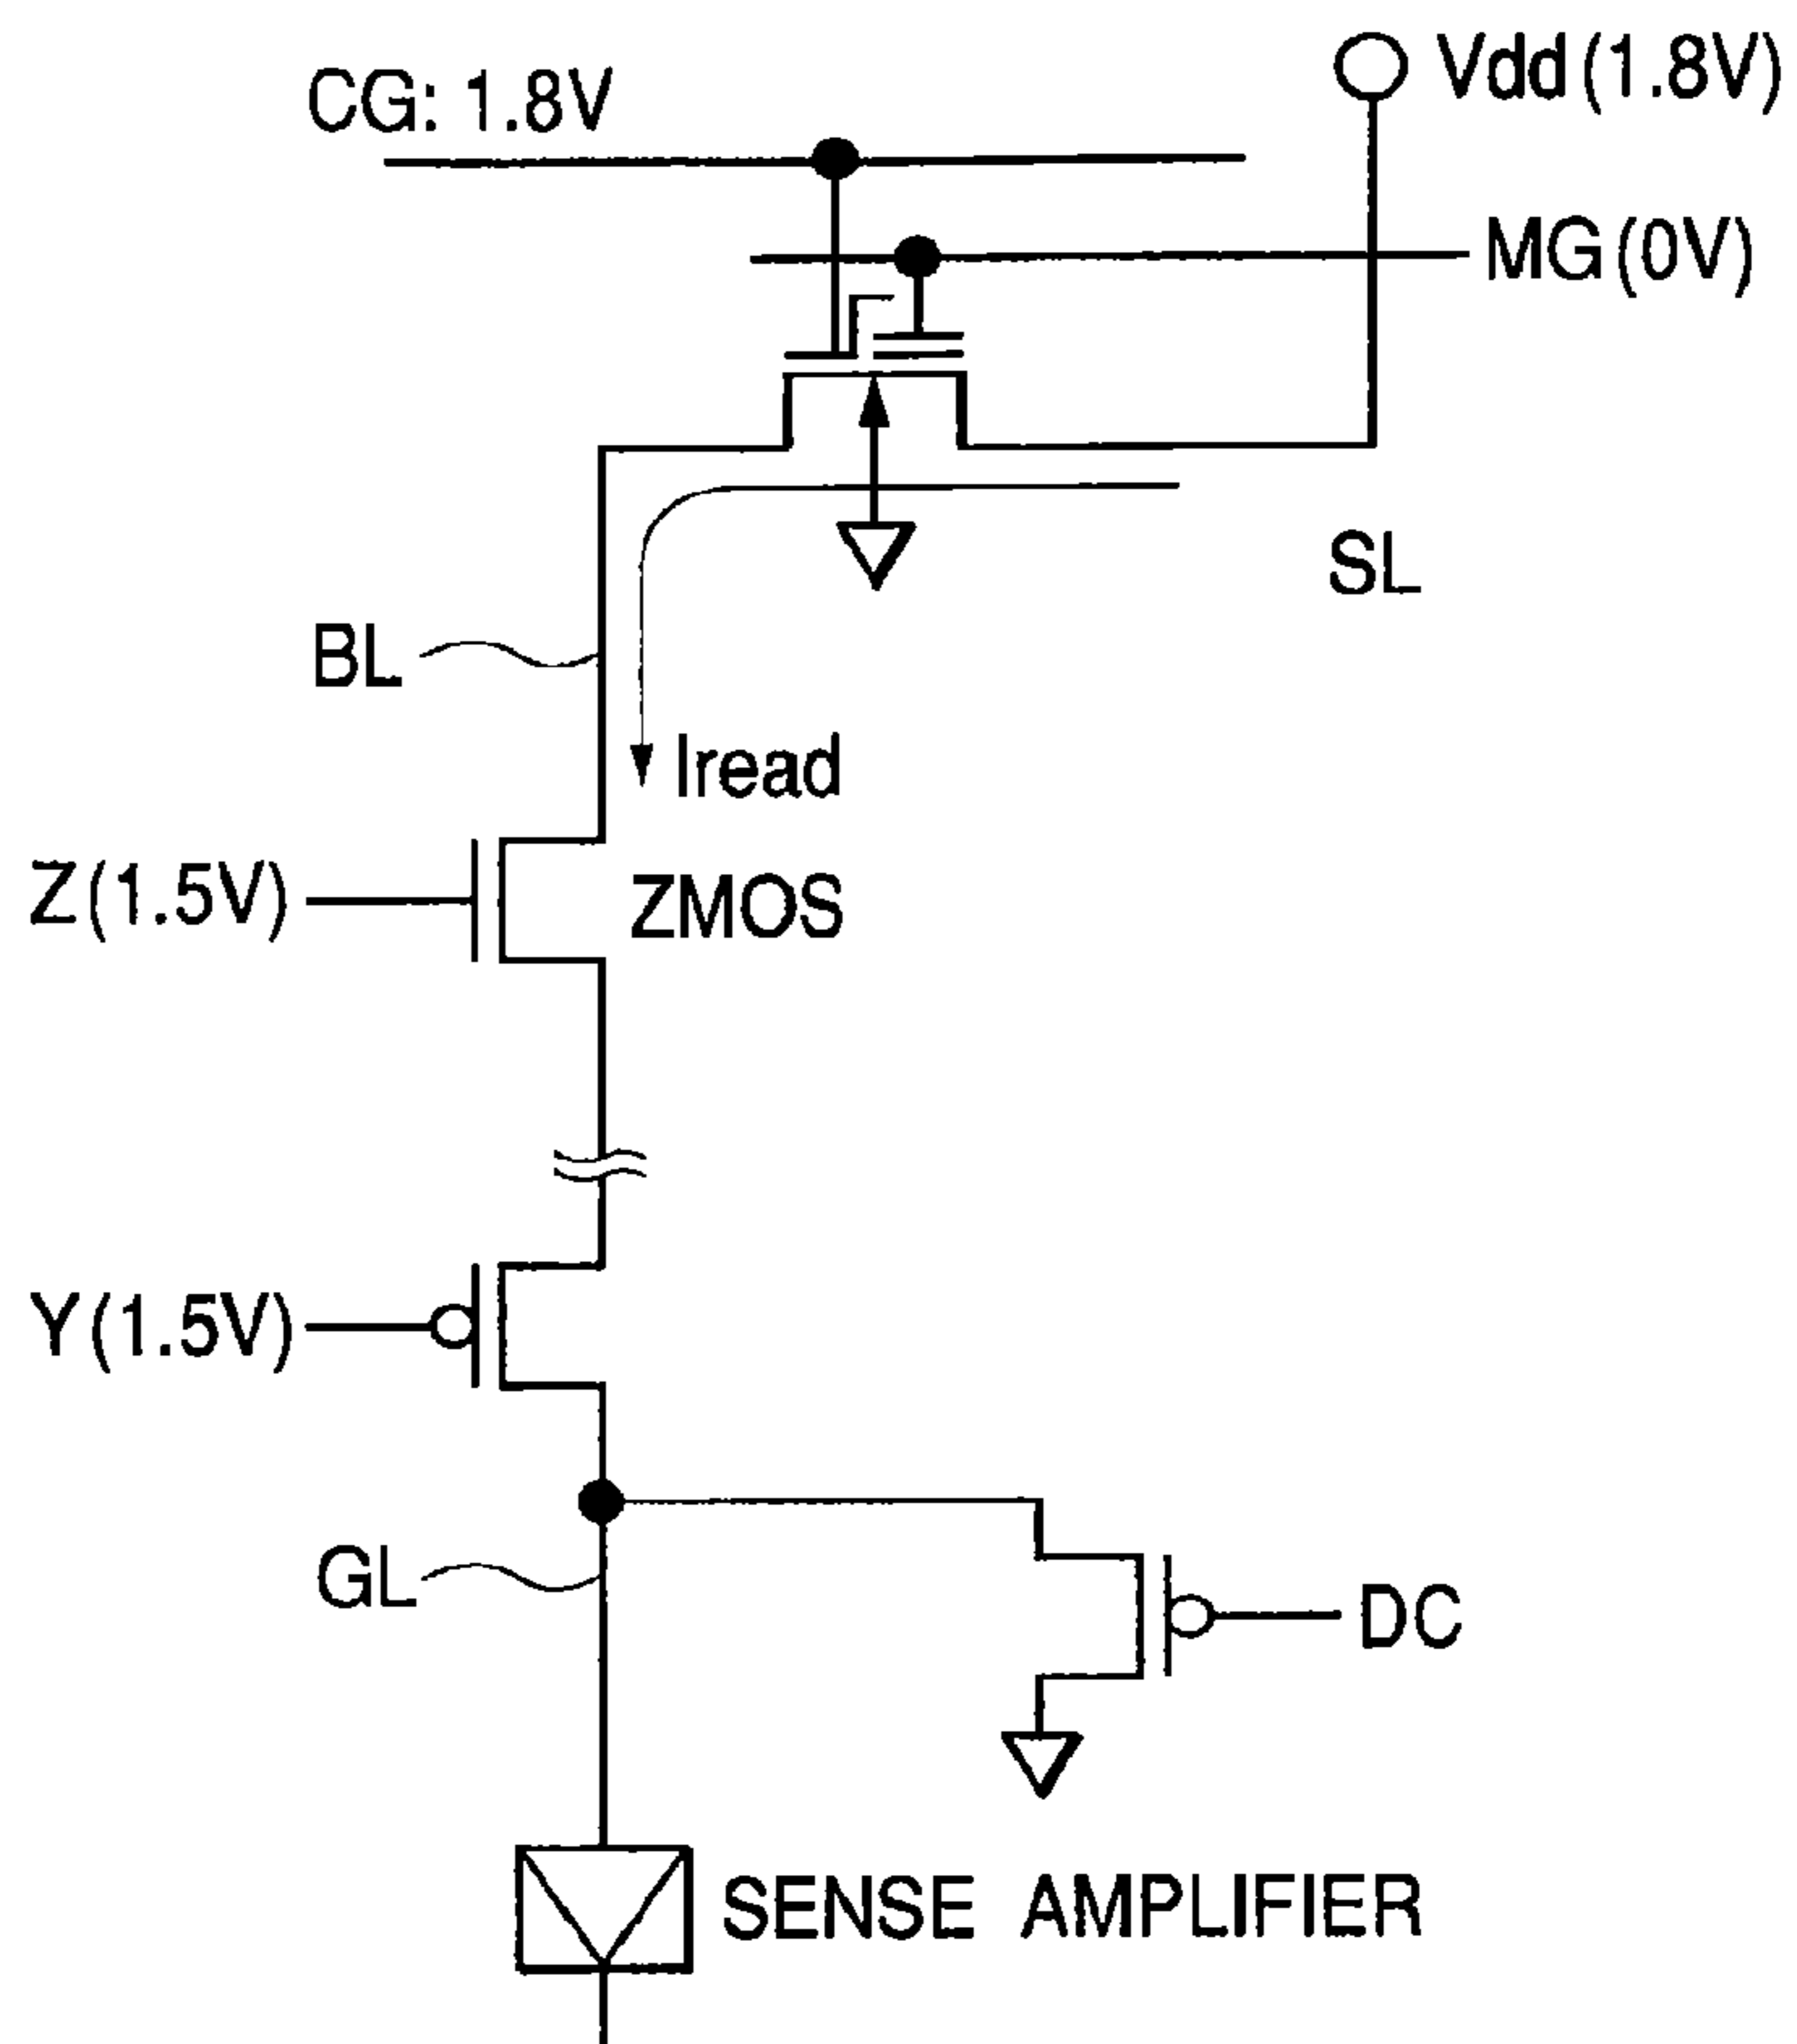 CG: 1.8V
Vdd(1.8V)
MG(0V)
SL
BL
Iread
Z(1.5V)
ZMOS
Y(1.5V)
GL
DC
SENSE AMPLIFIER